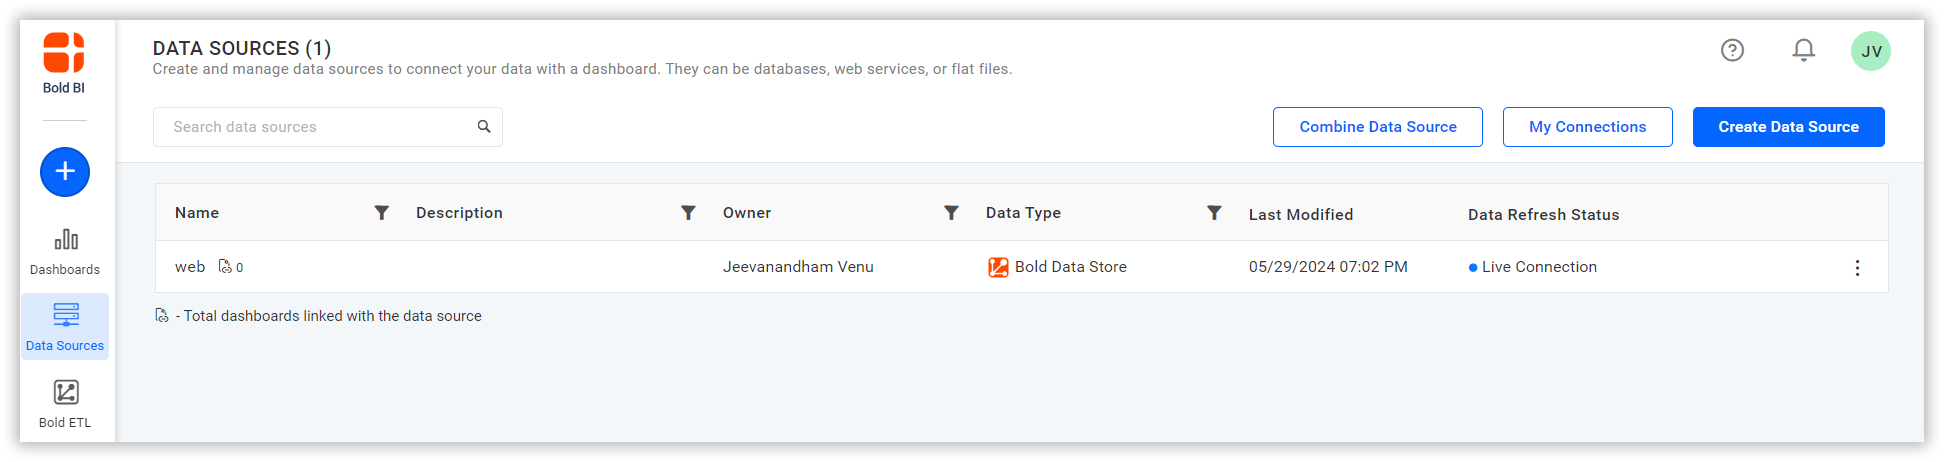 Bold BI
Dashboards
Data Sources
Bold ETL
DATA SOURCES (1)
Create and manage data sources to connect your data with a dashboard. They can be databases, web services, or flat files.
JV
Search data sources
Combine Data Source
My Connections
Create Data Source
Name Description Owner Data Type Last Modified Data Refresh Status
web 0 Jeevanandham Venu Bold Data Store 05/29/2024 07:02 PM Live Connection
- Total dashboards linked with the data source